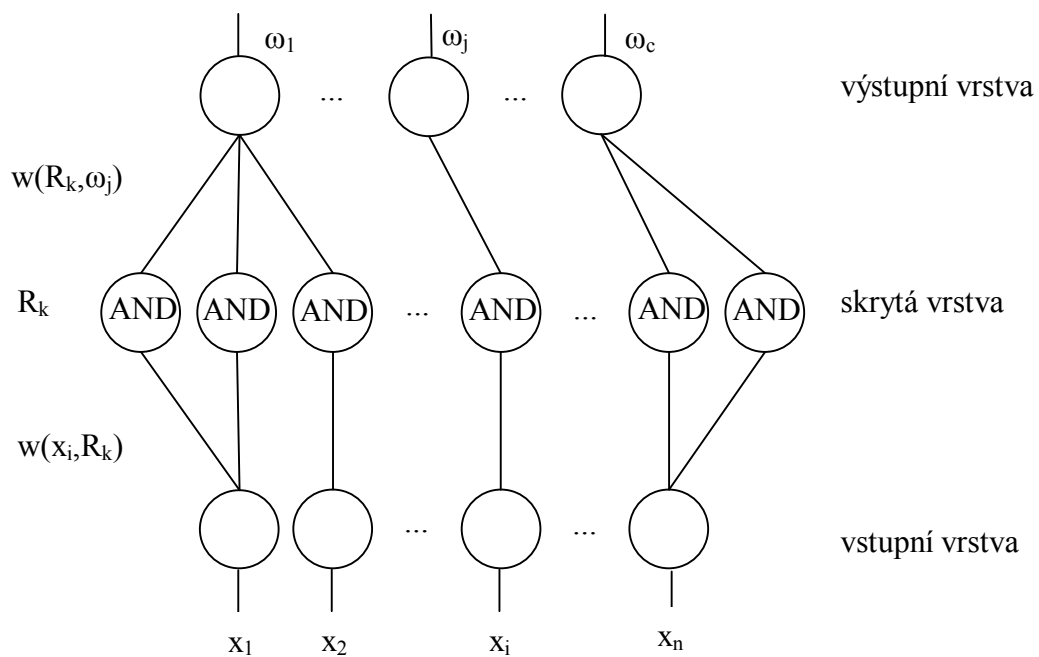 ω₁ ωⱼ ω_c
... ... výstupní vrstva
w(Rₖ,ωⱼ)
Rₖ AND AND AND ... AND ... AND AND skrytá vrstva
w(xᵢ,Rₖ)
... ... vstupní vrstva
x₁ x₂ xᵢ xₙ